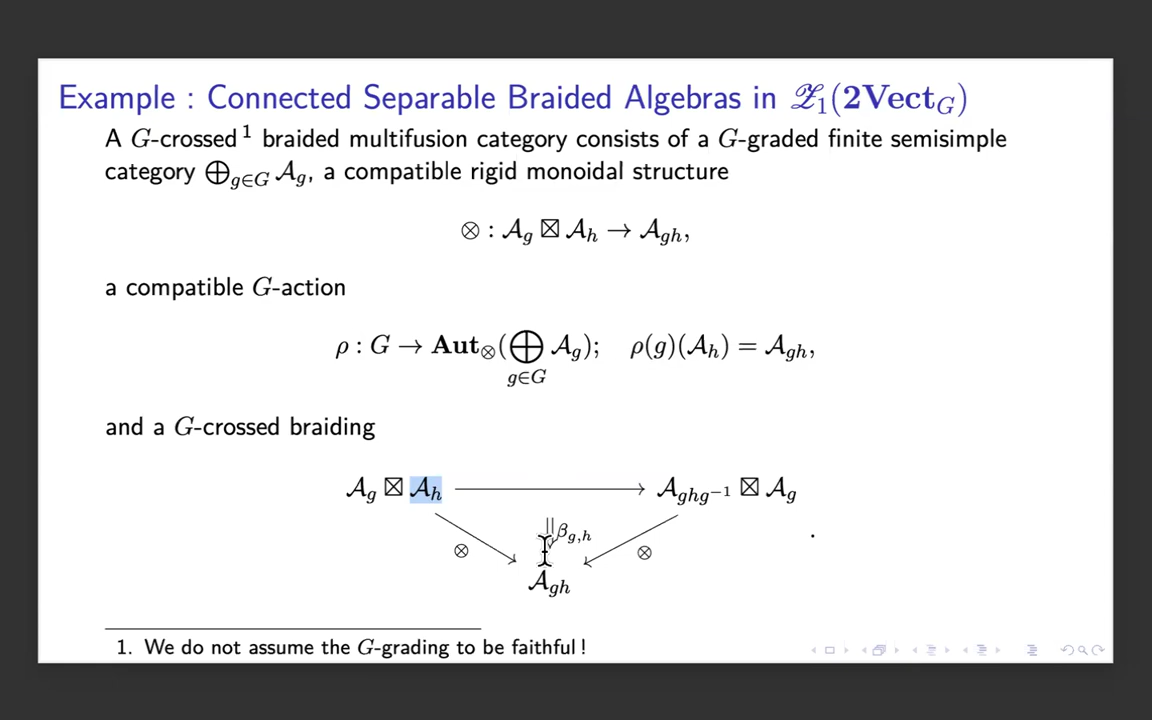 Example : Connected Separable Braided Algebras in 𝒵₁(𝟐𝐕𝐞𝐜𝐭_G)
A G-crossed ¹ braided multifusion category consists of a G-graded finite semisimple
category ⊕_{g∈G} 𝒜_g, a compatible rigid monoidal structure
⊗ : 𝒜_g ⊠ 𝒜_h → 𝒜_{gh},
a compatible G-action
ρ : G → 𝐀𝐮𝐭_⊗(⊕_{g∈G} 𝒜_g); ρ(g)(𝒜_h) = 𝒜_{gh},
and a G-crossed braiding
𝒜_g ⊠ 𝒜_h → 𝒜_{ghg⁻¹} ⊠ 𝒜_g
⊗ ⇓β_{g,h} ⊗ .
𝒜_{gh}
1. We do not assume the G-grading to be faithful !